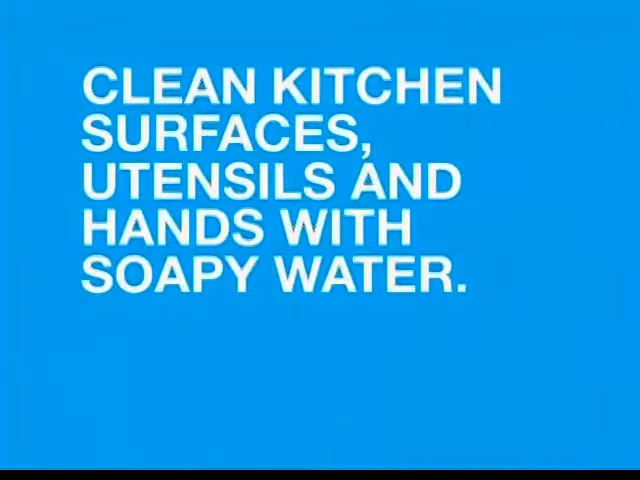 CLEAN KITCHEN
SURFACES,
UTENSILS AND
HANDS WITH
SOAPY WATER.